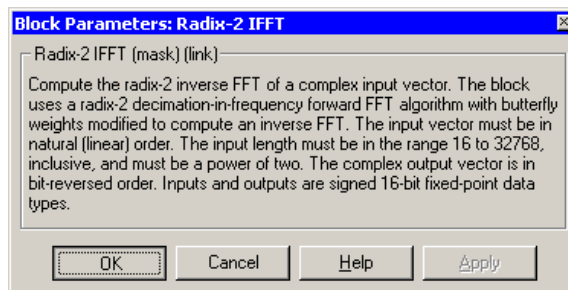 Block Parameters: Radix-2 IFFT
Radix-2 IFFT (mask) (link)
Compute the radix-2 inverse FFT of a complex input vector. The block
uses a radix-2 decimation-in-frequency forward FFT algorithm with butterfly
weights modified to compute an inverse FFT. The input vector must be in
natural (linear) order. The input length must be in the range 16 to 32768,
inclusive, and must be a power of two. The complex output vector is in
bit-reversed order. Inputs and outputs are signed 16-bit fixed-point data
types.
OK Cancel Help Apply